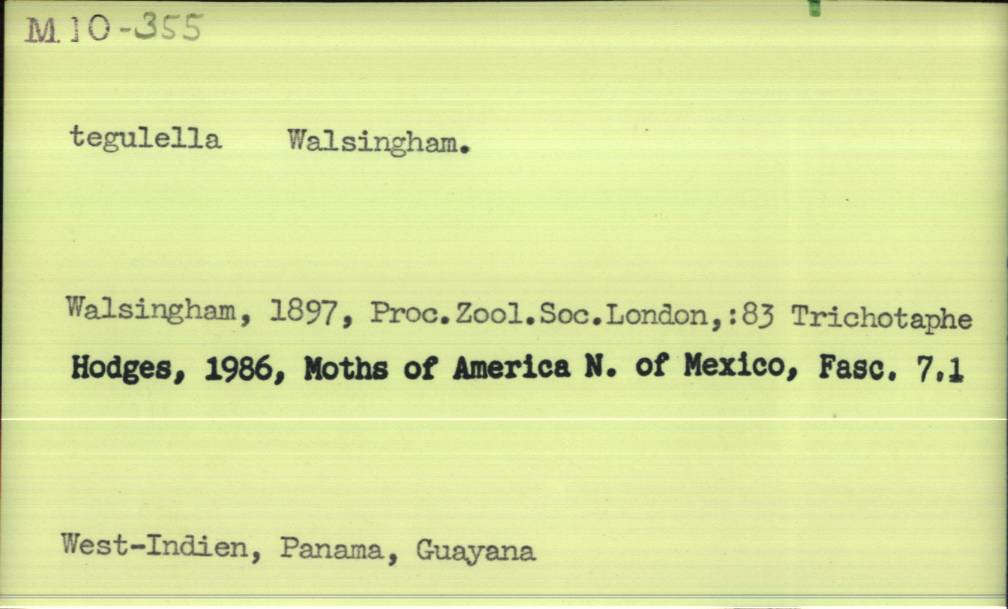 M.10-355
tegulella Walsingham.
Walsingham, 1897, Proc.Zool.Soc.London,:83 Trichotaphe
Hodges, 1986, Moths of America N. of Mexico, Fasc. 7.1
West-Indien, Panama, Guayana